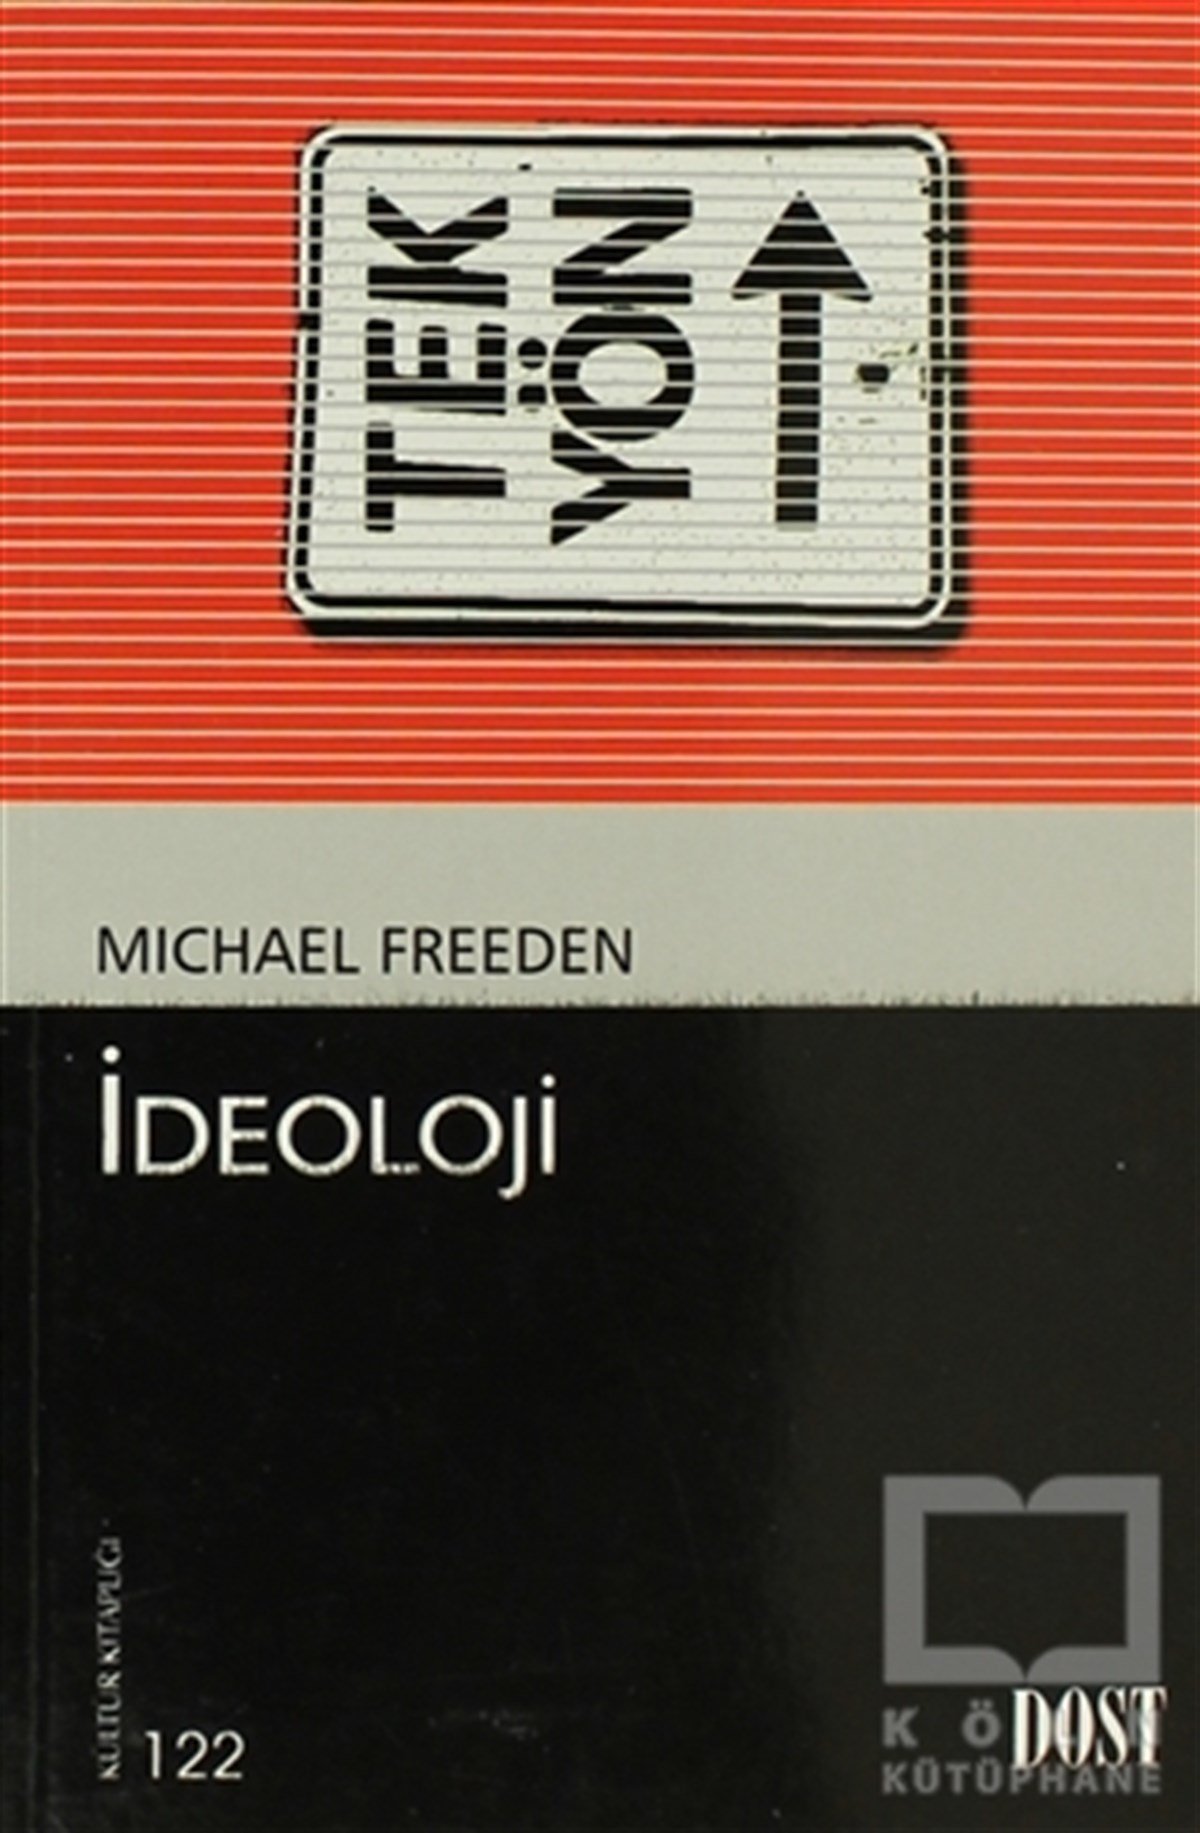 TEK
YÖN
MICHAEL FREEDEN
İDEOLOJİ
KÜLTÜR KİTAPLIĞI
122
DOST
KÜTÜPHANE